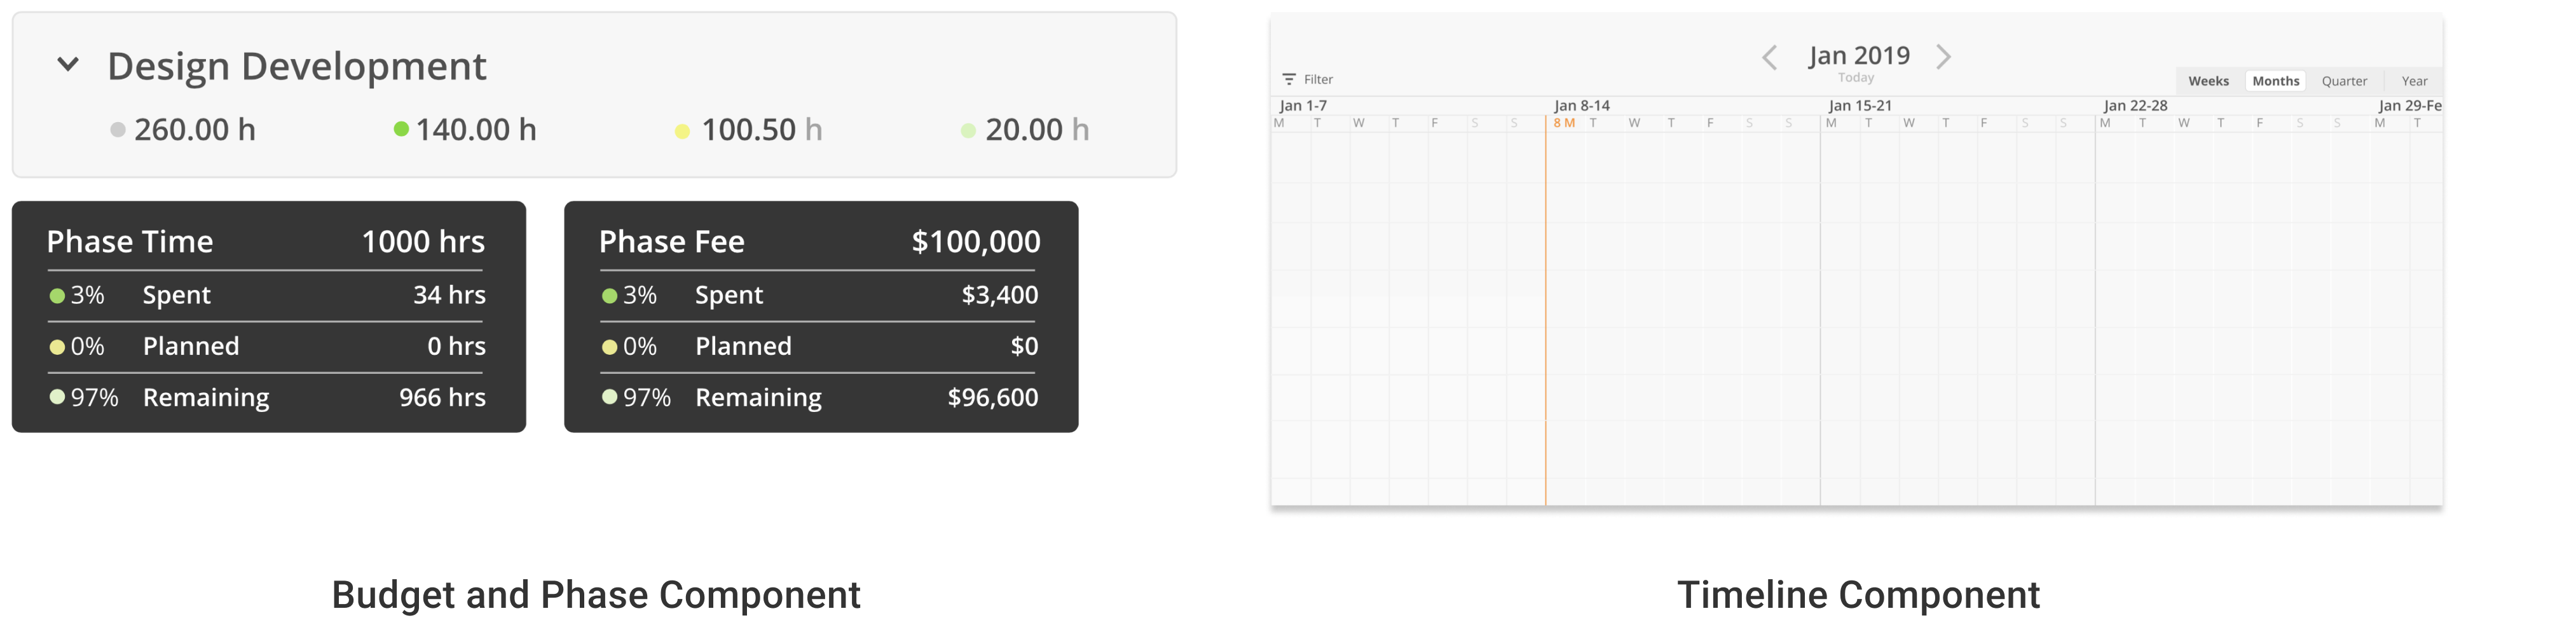 Design Development
260.00 h 140.00 h 100.50 h 20.00 h
Phase Time 1000 hrs
3% Spent 34 hrs
0% Planned 0 hrs
97% Remaining 966 hrs
Phase Fee $100,000
3% Spent $3,400
0% Planned $0
97% Remaining $96,600
Budget and Phase Component
Jan 2019
Today
Filter
Weeks Months Quarter Year
Jan 1-7 Jan 8-14 Jan 15-21 Jan 22-28 Jan 29-Fe
M T W T F S S 8 M T W T F S S M T W T F S S M T W T F S S M T
Timeline Component